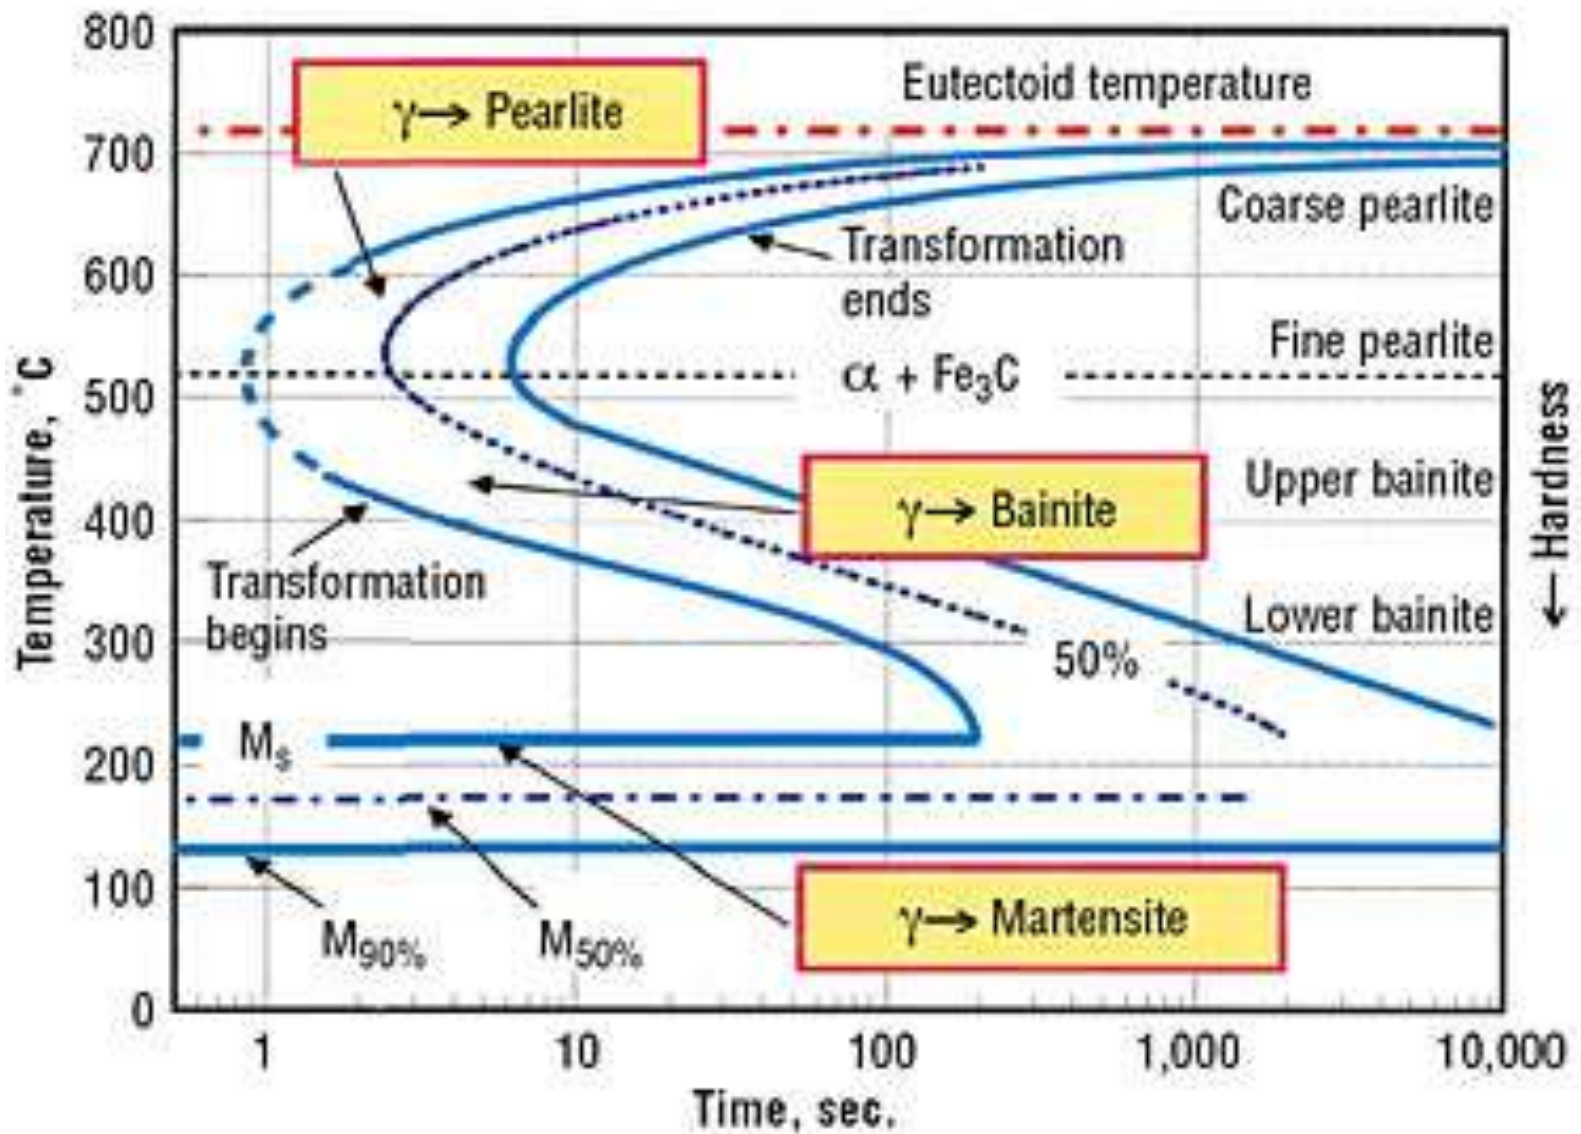 800
700
600
500
400
300
200
100
0
Temperature, °C
γ→ Pearlite
Eutectoid temperature
Coarse pearlite
Transformation
ends
Fine pearlite
α + Fe₃C
Upper bainite
γ→ Bainite
Transformation
begins
Lower bainite
50%
Mₛ
γ→ Martensite
M₉₀%
M₅₀%
← Hardness
1
10
100
1,000
10,000
Time, sec.